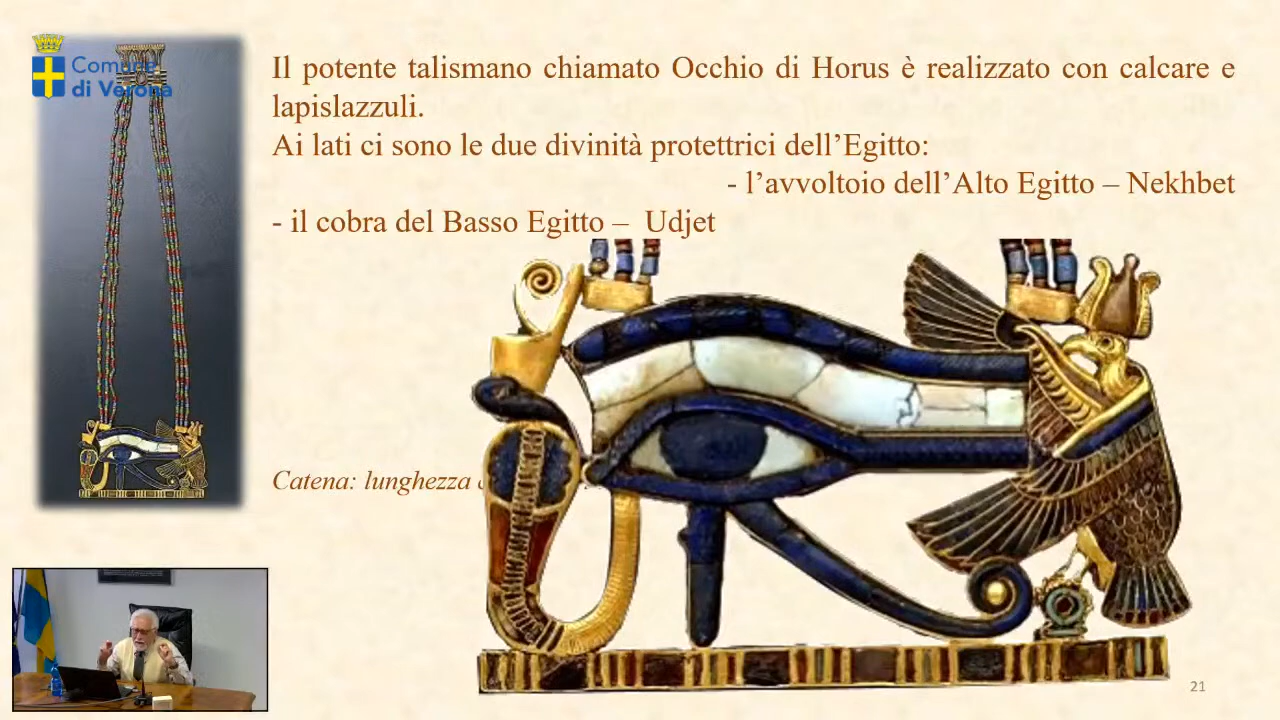 Comune
di Verona
Il potente talismano chiamato Occhio di Horus è realizzato con calcare e
lapislazzuli.
Ai lati ci sono le due divinità protettrici dell’Egitto:
- l’avvoltoio dell’Alto Egitto – Nekhbet
- il cobra del Basso Egitto – Udjet
Catena: lunghezza
21